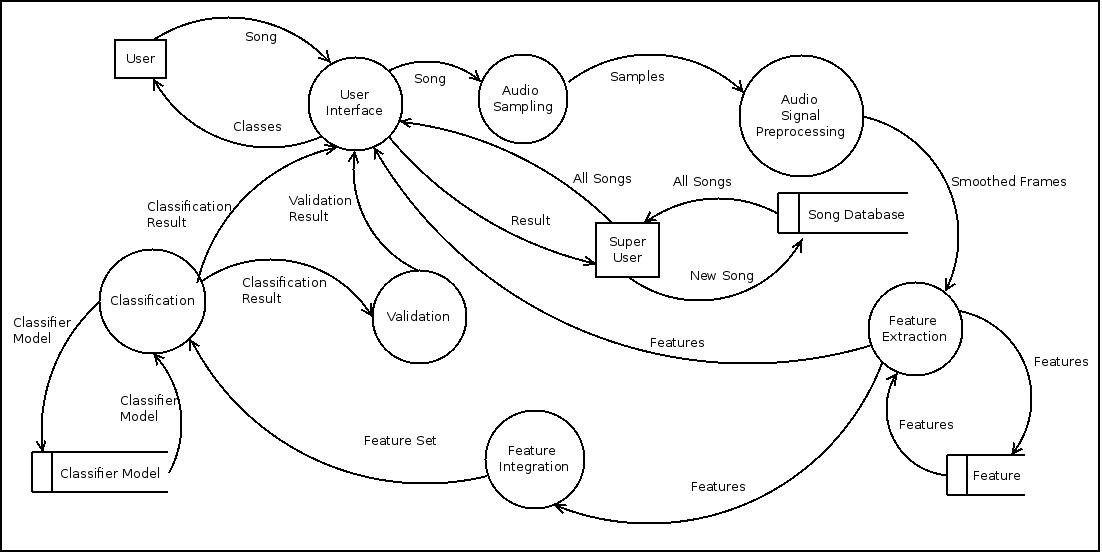 Song
User
Classes
User
Interface
Song
Audio
Sampling
Samples
Audio
Signal
Preprocessing
Smoothed Frames
All Songs
All Songs
Song Database
Super
User
New Song
Result
Classification
Result
Validation
Result
Classification
Classification
Result
Validation
Features
Feature
Extraction
Features
Classifier
Model
Classifier
Model
Classifier Model
Feature Set
Feature
Integration
Features
Features
Feature